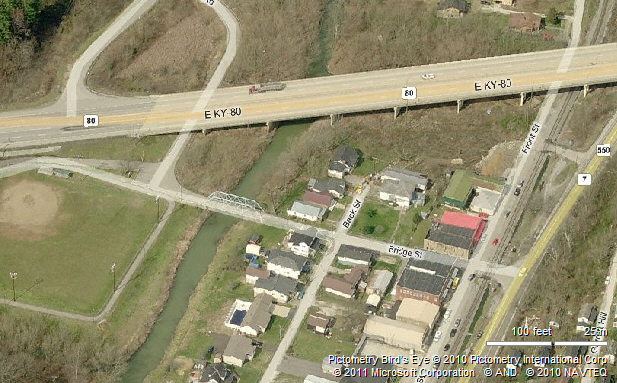 80
E KY-80
80
E KY-80
Front St
550
7
Back St
Bridge St
100 feet 25m
Pictometry Bird's Eye © 2010 Pictometry International Corp
© 2011 Microsoft Corporation © AND © 2010 NAVTEQ